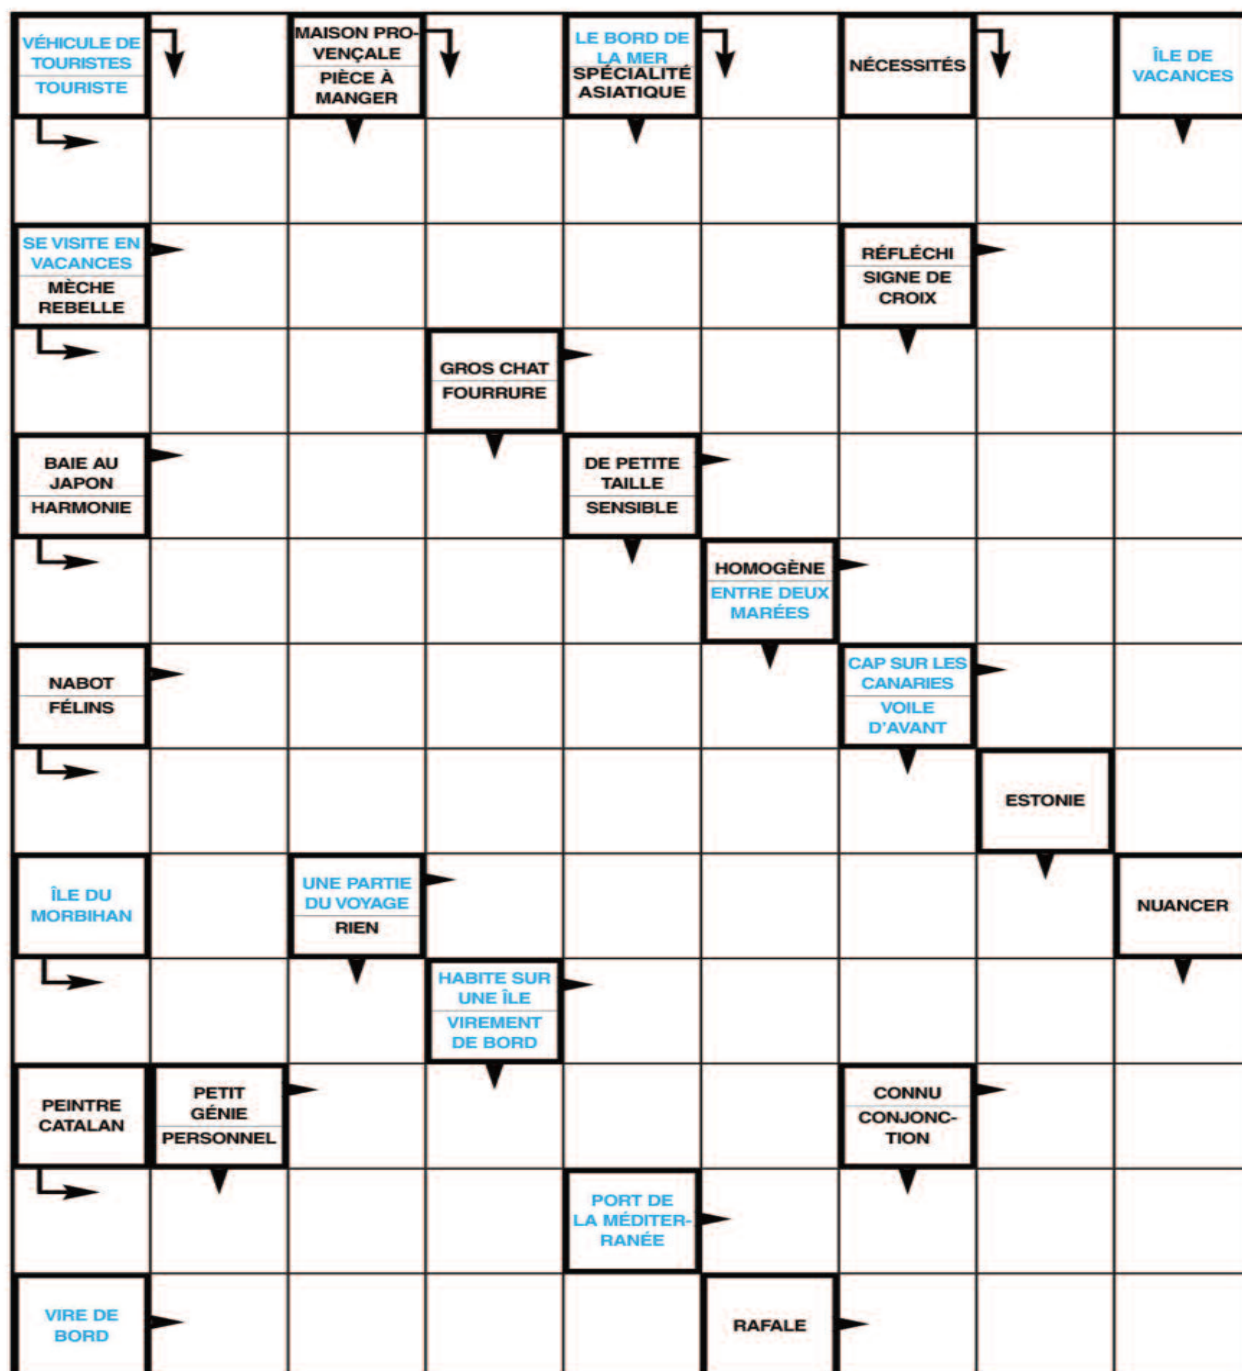 VÉHICULE DE
TOURISTES
TOURISTE
MAISON PRO-
VENÇALE
PIÈCE À
MANGER
LE BORD DE
LA MER
SPÉCIALITÉ
ASIATIQUE
NÉCESSITÉS
ÎLE DE
VACANCES
SE VISITE EN
VACANCES
MÈCHE
REBELLE
RÉFLÉCHI
SIGNE DE
CROIX
GROS CHAT
FOURRURE
BAIE AU
JAPON
HARMONIE
DE PETITE
TAILLE
SENSIBLE
HOMOGÈNE
ENTRE DEUX
MARÉES
NABOT
FÉLINS
CAP SUR LES
CANARIES
VOILE
D'AVANT
ESTONIE
ÎLE DU
MORBIHAN
UNE PARTIE
DU VOYAGE
RIEN
NUANCER
HABITE SUR
UNE ÎLE
VIREMENT
DE BORD
PEINTRE
CATALAN
PETIT
GÉNIE
PERSONNEL
CONNU
CONJONC-
TION
PORT DE
LA MÉDITER-
RANÉE
VIRE DE
BORD
RAFALE